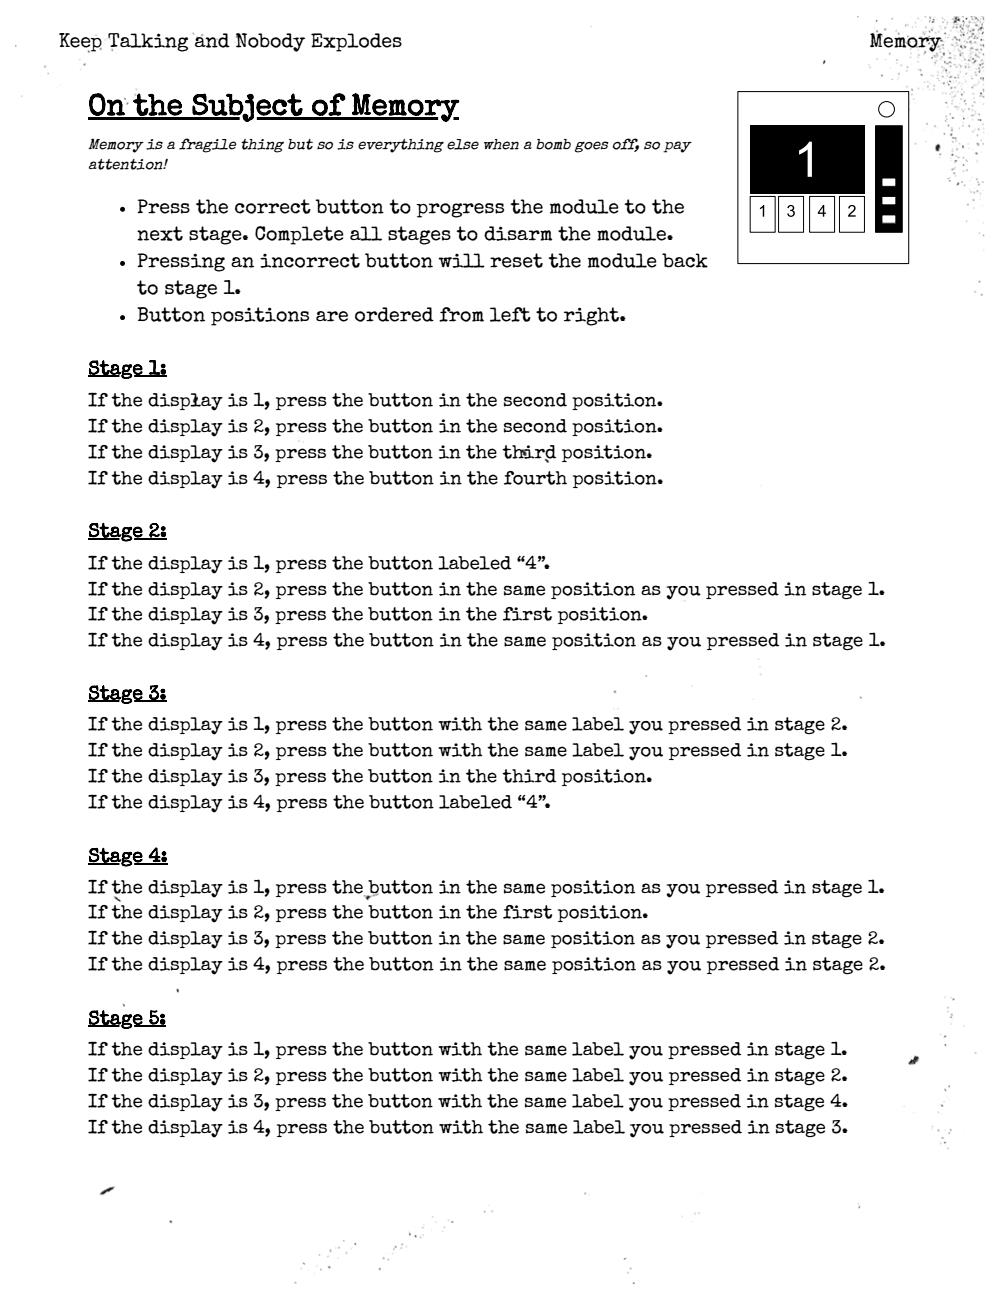 Keep Talking and Nobody Explodes
Memory
On the Subject of Memory
Memory is a fragile thing but so is everything else when a bomb goes off, so pay
attention!
1
1 3 4 2
• Press the correct button to progress the module to the
next stage. Complete all stages to disarm the module.
• Pressing an incorrect button will reset the module back
to stage 1.
• Button positions are ordered from left to right.
Stage 1:
If the display is 1, press the button in the second position.
If the display is 2, press the button in the second position.
If the display is 3, press the button in the third position.
If the display is 4, press the button in the fourth position.
Stage 2:
If the display is 1, press the button labeled “4”.
If the display is 2, press the button in the same position as you pressed in stage 1.
If the display is 3, press the button in the first position.
If the display is 4, press the button in the same position as you pressed in stage 1.
Stage 3:
If the display is 1, press the button with the same label you pressed in stage 2.
If the display is 2, press the button with the same label you pressed in stage 1.
If the display is 3, press the button in the third position.
If the display is 4, press the button labeled “4”.
Stage 4:
If the display is 1, press the button in the same position as you pressed in stage 1.
If the display is 2, press the button in the first position.
If the display is 3, press the button in the same position as you pressed in stage 2.
If the display is 4, press the button in the same position as you pressed in stage 2.
Stage 5:
If the display is 1, press the button with the same label you pressed in stage 1.
If the display is 2, press the button with the same label you pressed in stage 2.
If the display is 3, press the button with the same label you pressed in stage 4.
If the display is 4, press the button with the same label you pressed in stage 3.